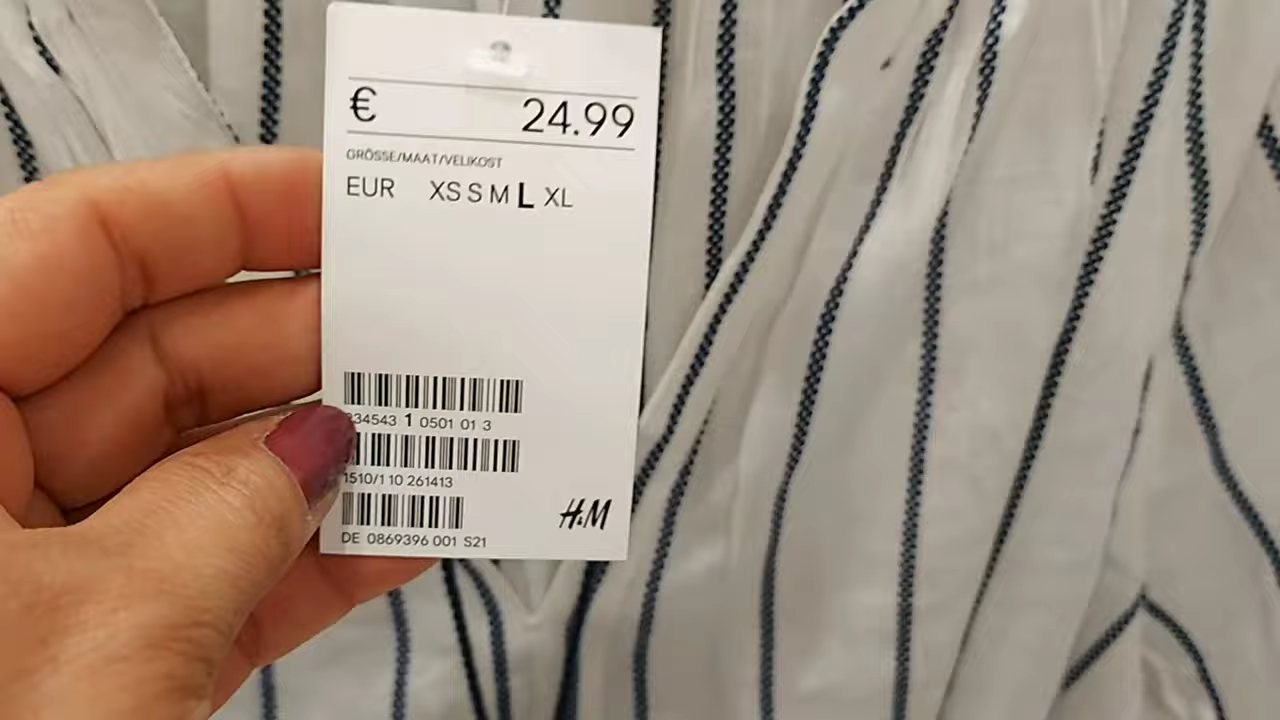 € 24.99
GRÖSSE/MAAT/VELIKOST
EUR XS S M L XL
34543 1 0501 01 3
1510/1 10 261413
H&M
DE 0869396 001 S21